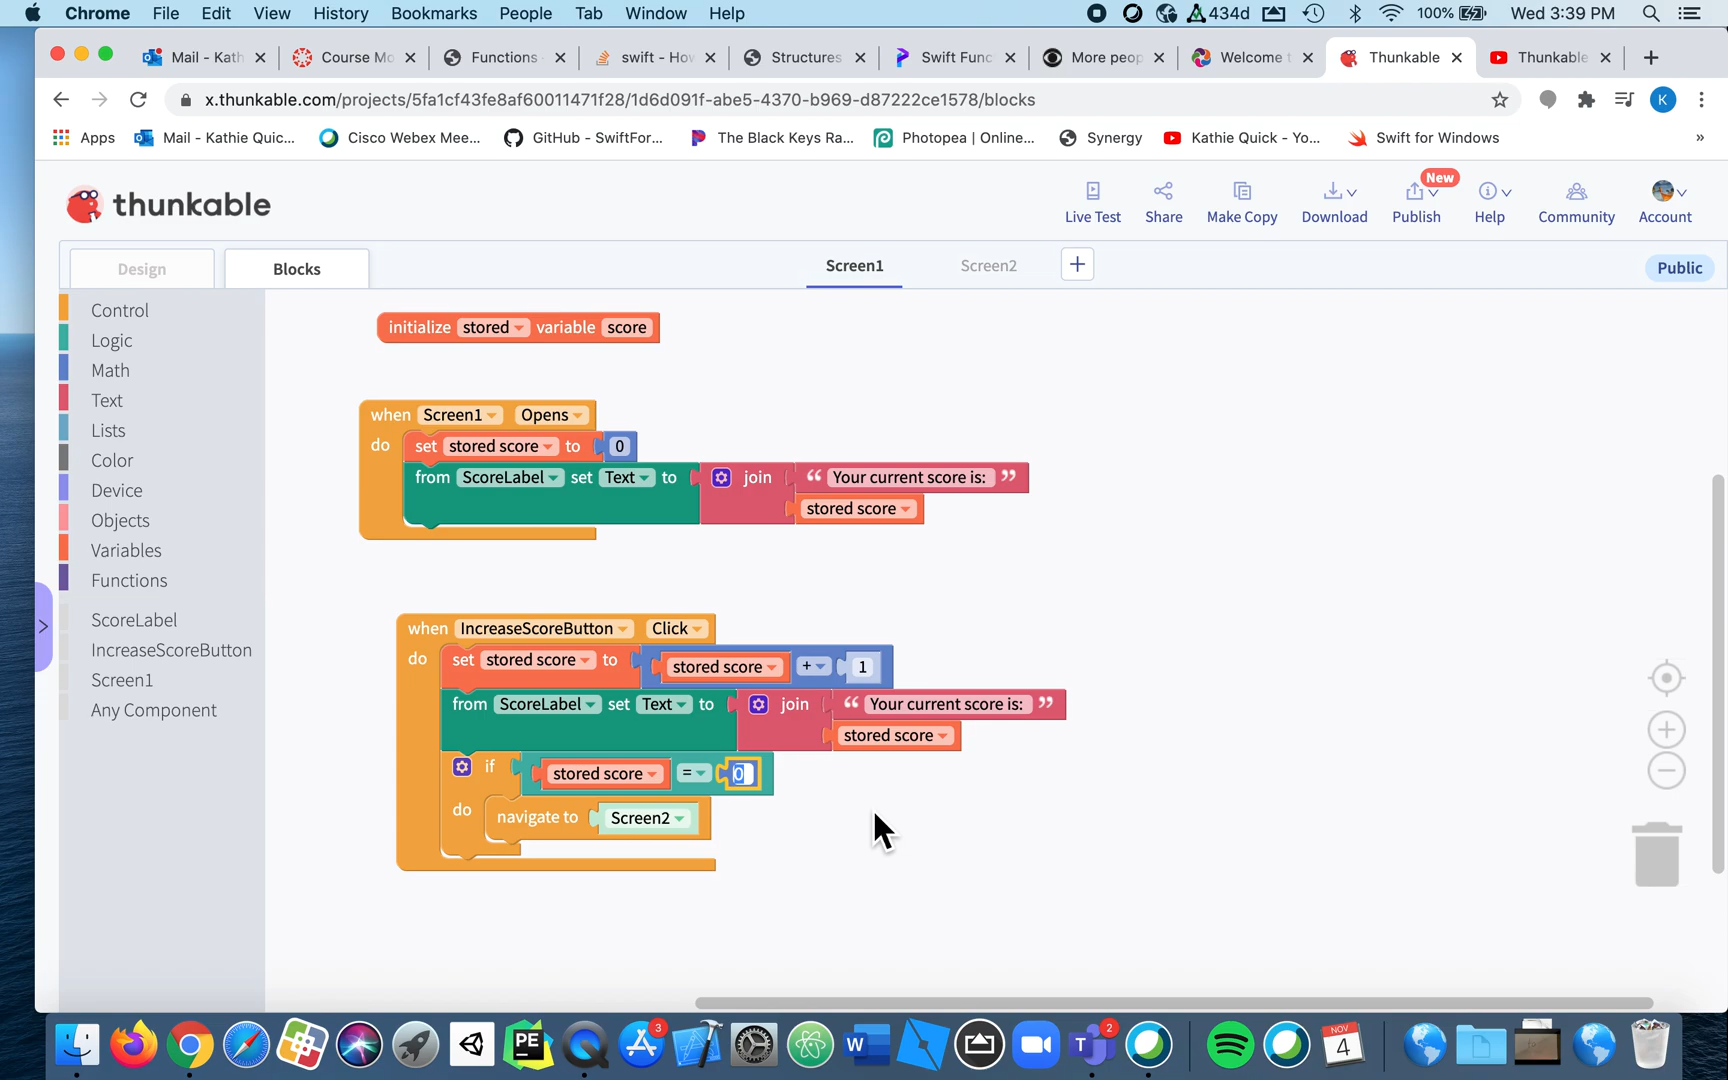 Chrome File Edit View History Bookmarks People Tab Window Help 434d 100% Wed 3:39 PM
Mail - Kath Course Mo Functions - swift - How Structures Swift Func More peop Welcome t Thunkable Thunkable
x.thunkable.com/projects/5fa1cf43fe8af60011471f28/1d6d091f-abe5-4370-b969-d87222ce1578/blocks K
Apps Mail - Kathie Quic... Cisco Webex Mee... GitHub - SwiftFor... The Black Keys Ra... Photopea | Online... Synergy Kathie Quick - Yo... Swift for Windows »
New
thunkable
Live Test Share Make Copy Download Publish Help Community Account
Design Blocks Screen1 Screen2 + Public
Control
Logic
Math
Text
Lists
Color
Device
Objects
Variables
Functions
ScoreLabel
IncreaseScoreButton
Screen1
Any Component
initialize stored variable score
when Screen1 Opens
do set stored score to 0
from ScoreLabel set Text to join “ Your current score is: ”
stored score
when IncreaseScoreButton Click
do set stored score to stored score + 1
from ScoreLabel set Text to join “ Your current score is: ”
stored score
if stored score = 0
do navigate to Screen2
PE 3 W T 2 NOV 4